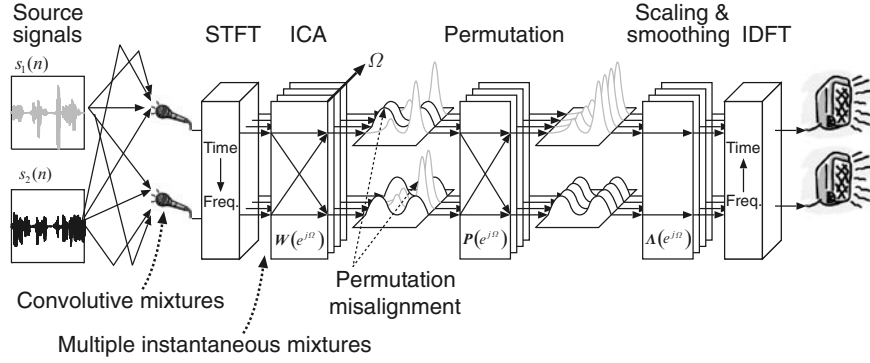 Source
signals
STFT
ICA
Permutation
Scaling &
smoothing
IDFT
s₁(n)
Ω
Time
Freq.
s₂(n)
W(e^{jΩ})
P(e^{jΩ})
Λ(e^{jΩ})
Time
Freq.
Convolutive mixtures
Permutation
misalignment
Multiple instantaneous mixtures